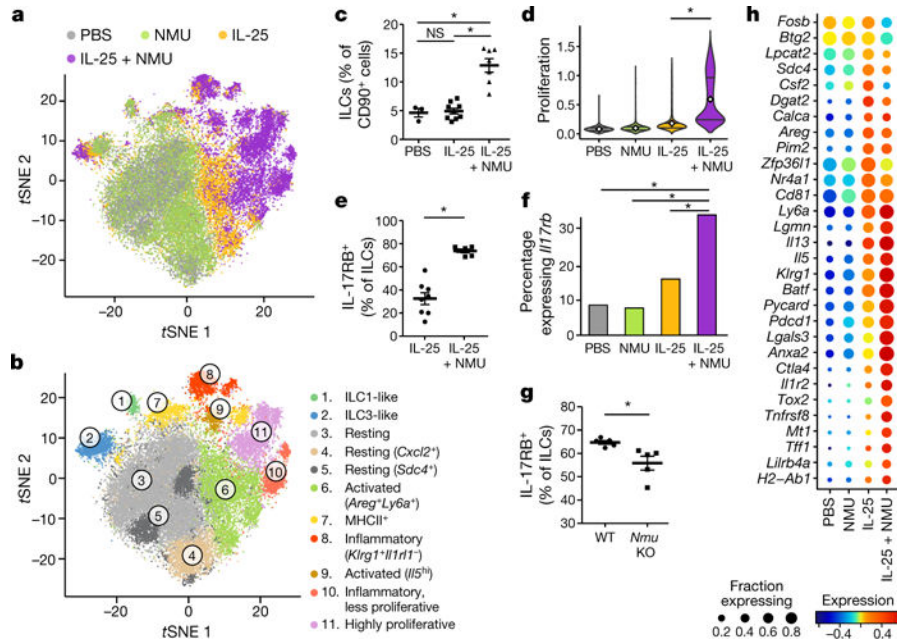 a
PBS
NMU
IL-25
IL-25 + NMU
20
10
0
−10
−20
tSNE 2
−20
0
20
tSNE 1
b
20
10
0
−10
−20
tSNE 2
−20
0
20
tSNE 1
1
2
3
4
5
6
7
8
9
10
11
1. ILC1-like
2. ILC3-like
3. Resting
4. Resting (Cxcl2⁺)
5. Resting (Sdc4⁺)
6. Activated
(Areg⁺Ly6a⁺)
7. MHCII⁺
8. Inflammatory
(Klrg1⁺Il1rl1⁻)
9. Activated (Il5ʰⁱ)
10. Inflammatory,
less proliferative
11. Highly proliferative
c
ILCs (% of
CD90⁺ cells)
20
15
10
5
0
*
NS
*
PBS
IL-25
IL-25
+ NMU
d
Proliferation
1.5
1.0
0.5
0
*
PBS
NMU
IL-25
IL-25
+ NMU
e
IL-17RB⁺
(% of ILCs)
100
80
60
40
20
0
*
IL-25
IL-25
+ NMU
f
Percentage
expressing Il17rb
30
20
10
0
*
*
*
PBS
NMU
IL-25
IL-25
+ NMU
g
IL-17RB⁺
(% of ILCs)
80
70
60
50
40
30
*
WT
Nmu
KO
h
Fosb
Btg2
Lpcat2
Sdc4
Csf2
Dgat2
Calca
Areg
Pim2
Zfp36l1
Nr4a1
Cd81
Ly6a
Lgmn
Il13
Il5
Klrg1
Batf
Pycard
Pdcd1
Lgals3
Anxa2
Ctla4
Il1r2
Tox2
Tnfrsf8
Mt1
Tff1
Lilrb4a
H2−Ab1
PBS
NMU
IL-25
IL-25 + NMU
Fraction
expressing
0.2 0.4 0.6 0.8
Expression
−0.4 0.4